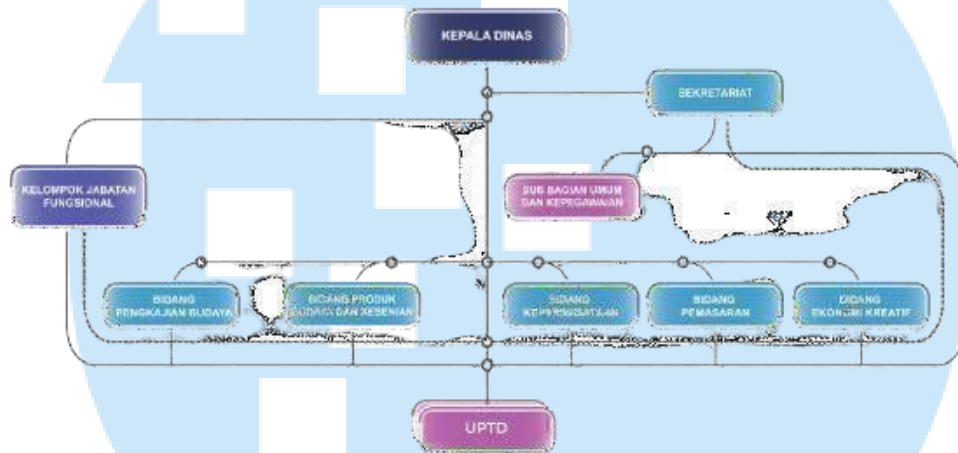 KEPALA DINAS
SEKRETARIAT
KELOMPOK JABATAN
FUNGSIONAL
SUB BAGIAN UMUM
DAN KEPEGAWAIAN
BIDANG
PENGKAJIAN BUDAYA
BIDANG PRODUK
BUDAYA DAN KESENIAN
BIDANG
KEPARIWISATAAN
BIDANG
PEMASARAN
BIDANG
EKONOMI KREATIF
UPTD